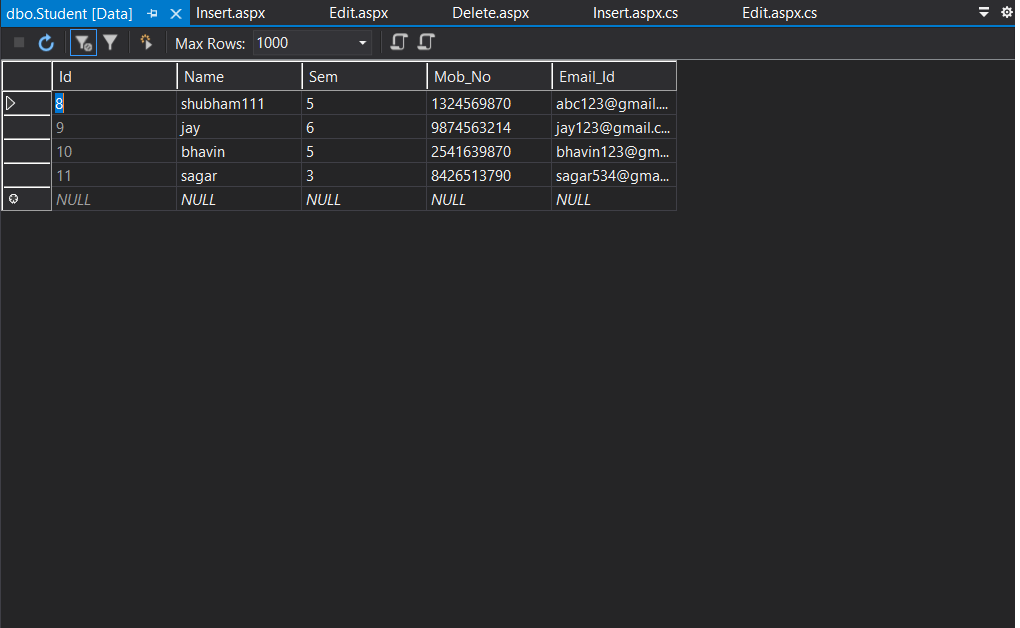 dbo.Student [Data] Insert.aspx Edit.aspx Delete.aspx Insert.aspx.cs Edit.aspx.cs
Max Rows: 1000
Id Name Sem Mob_No Email_Id
8 shubham111 5 1324569870 abc123@gmail....
9 jay 6 9874563214 jay123@gmail.c...
10 bhavin 5 2541639870 bhavin123@gm...
11 sagar 3 8426513790 sagar534@gma...
NULL NULL NULL NULL NULL